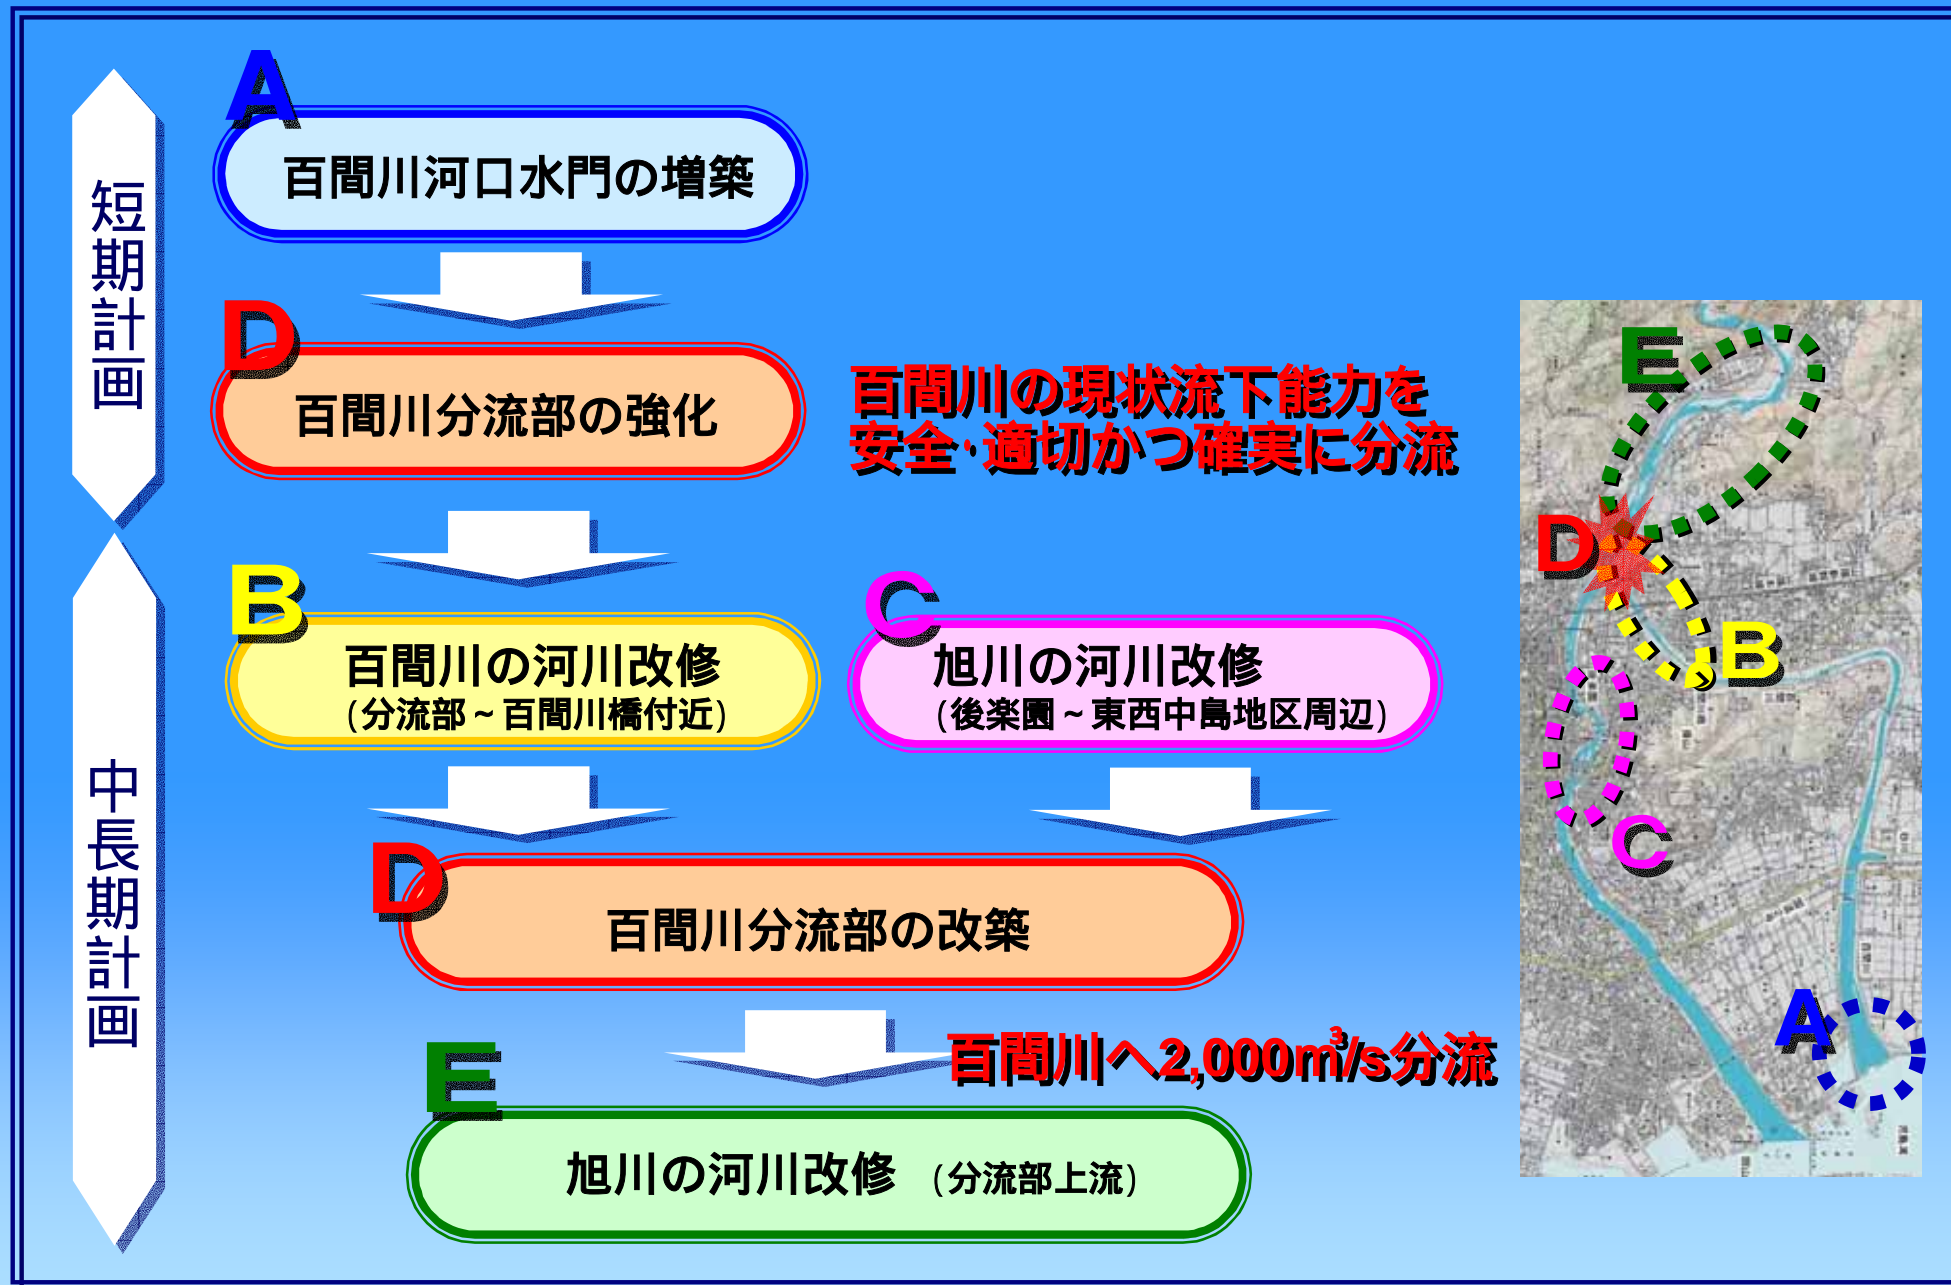 短期計画
A
百間川河口水門の増築
D
百間川分流部の強化
百間川の現状流下能力を
安全・適切かつ確実に分流
中長期計画
B
百間川の河川改修
（分流部～百間川橋付近）
C
旭川の河川改修
（後楽園～東西中島地区周辺）
D
百間川分流部の改築
百間川へ2,000m³/s分流
E
旭川の河川改修 （分流部上流）
E
D
B
C
A